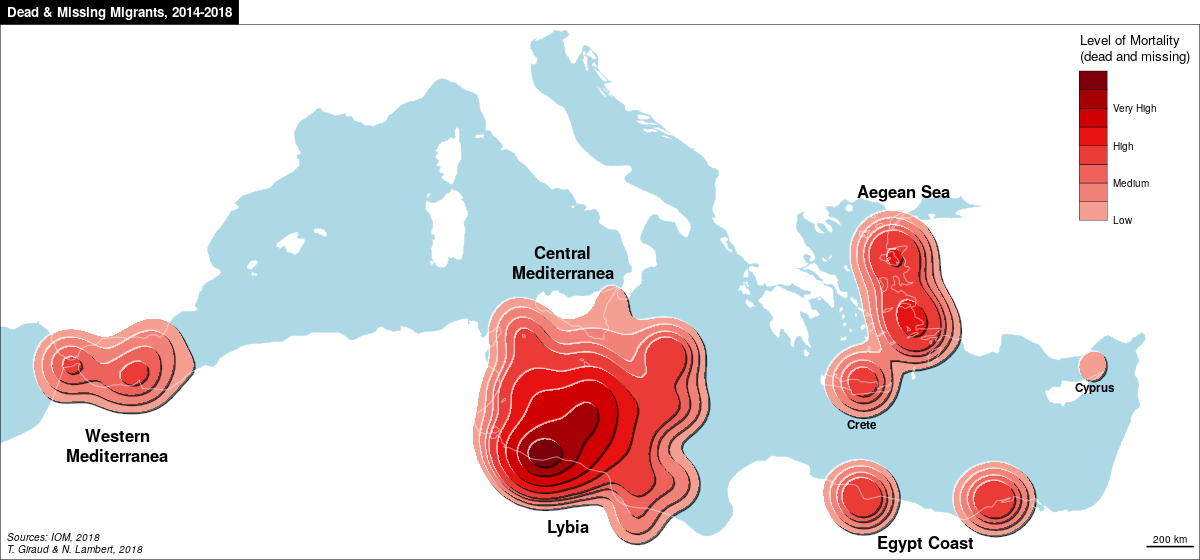 Dead & Missing Migrants, 2014-2018
Level of Mortality
(dead and missing)
Very High
High
Medium
Low
Aegean Sea
Central
Mediterranea
Cyprus
Crete
Western
Mediterranea
Lybia
Egypt Coast
Sources: IOM, 2018
T. Giraud & N. Lambert, 2018
200 km